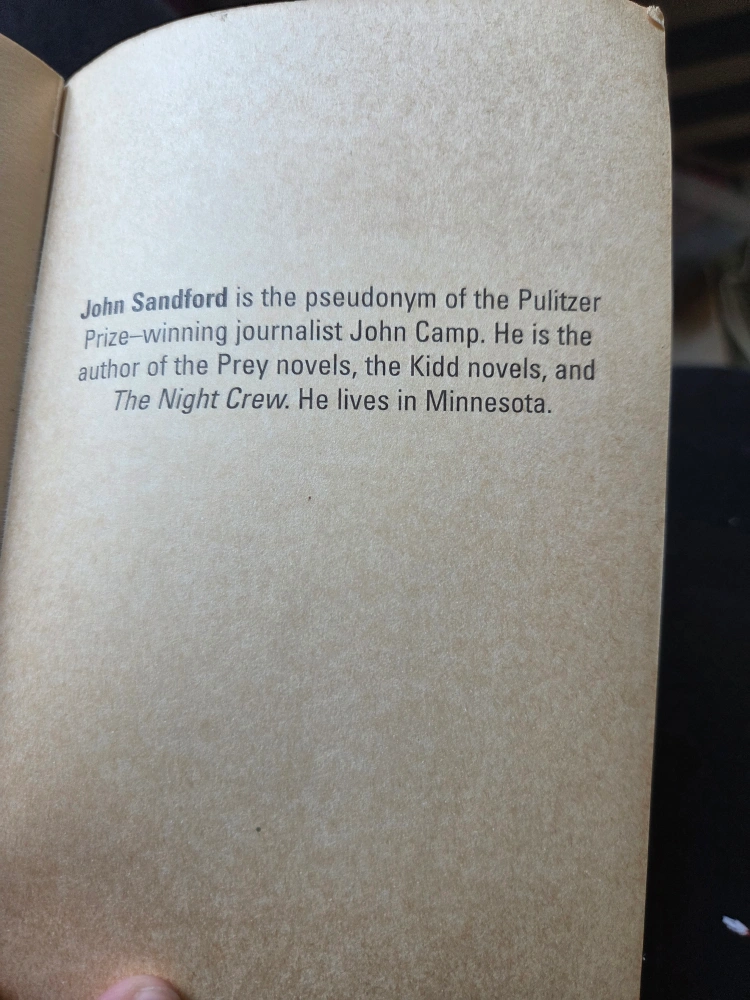 John Sandford is the pseudonym of the Pulitzer
Prize–winning journalist John Camp. He is the
author of the Prey novels, the Kidd novels, and
The Night Crew. He lives in Minnesota.